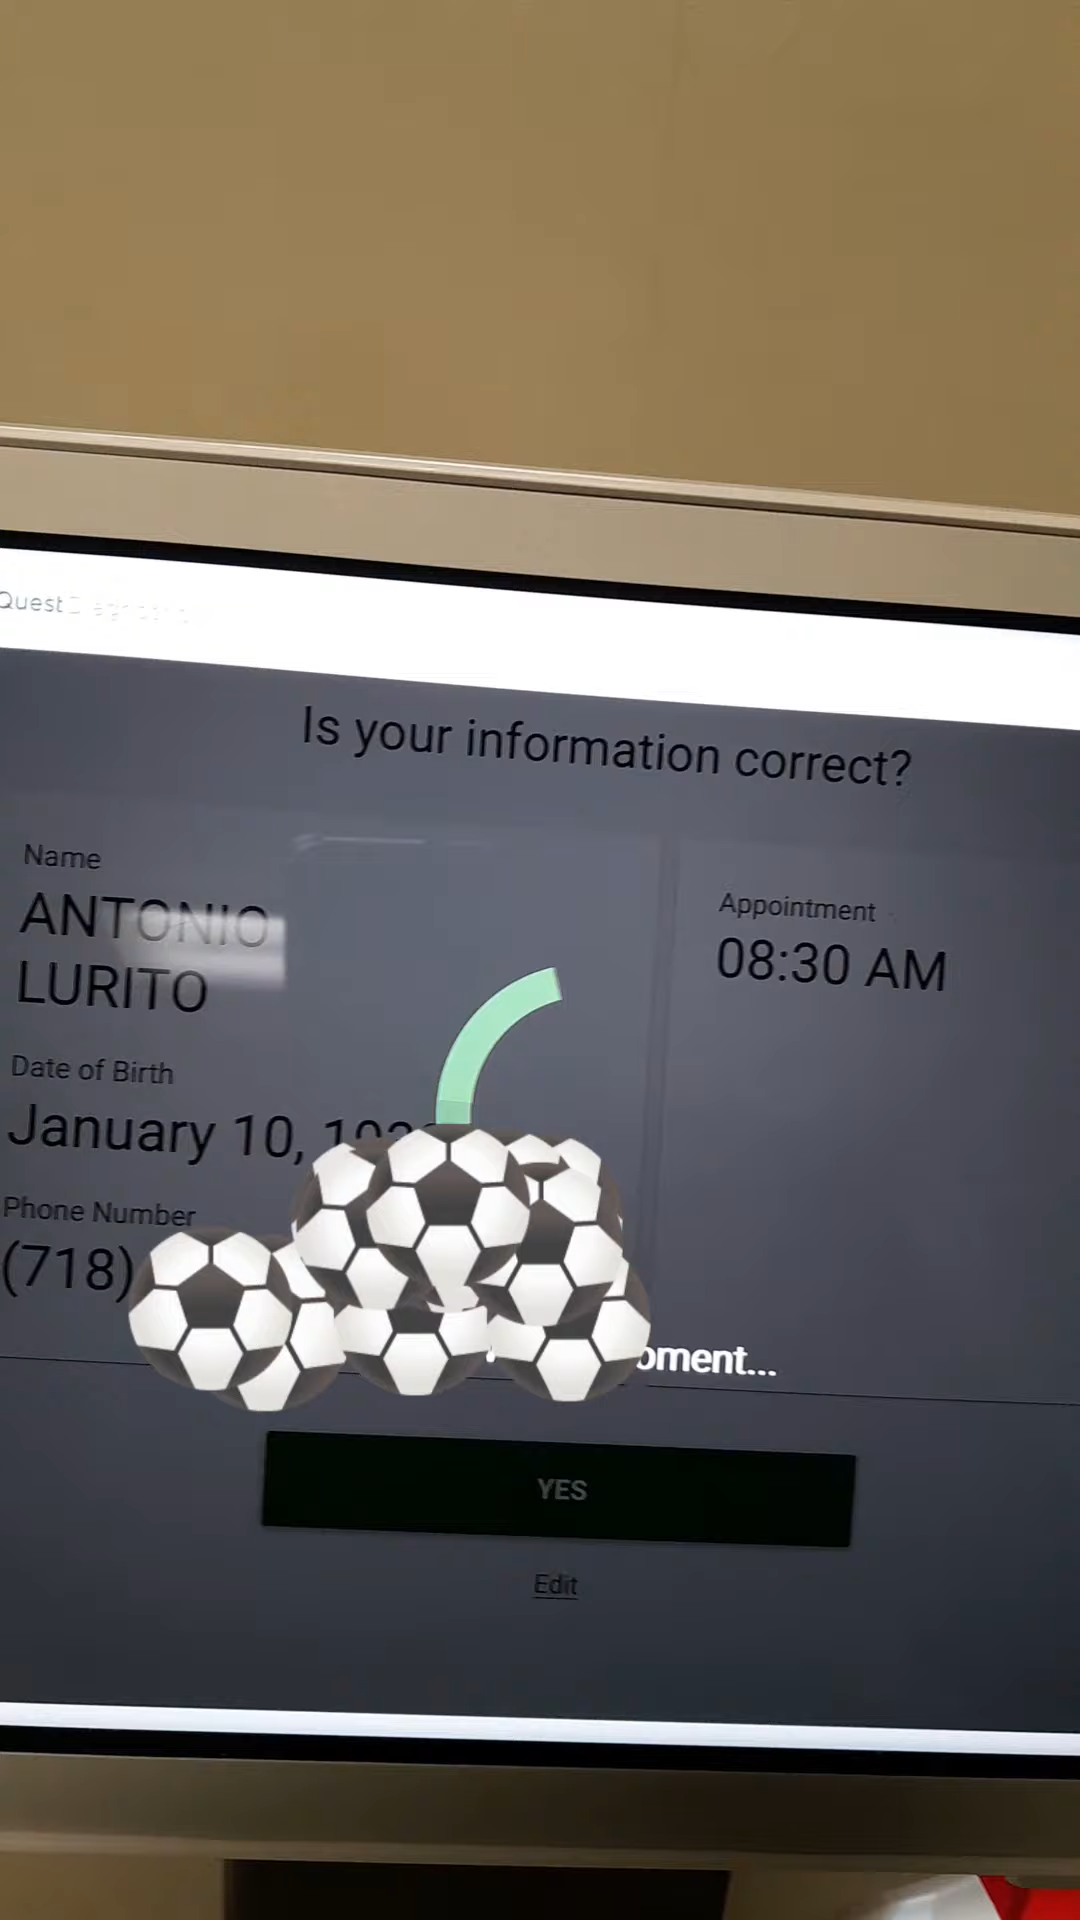 Quest
Is your information correct?
Name
ANTONIO
LURITO
Appointment
08:30 AM
Date of Birth
January 10,
Phone Number
(718)
YES
Edit